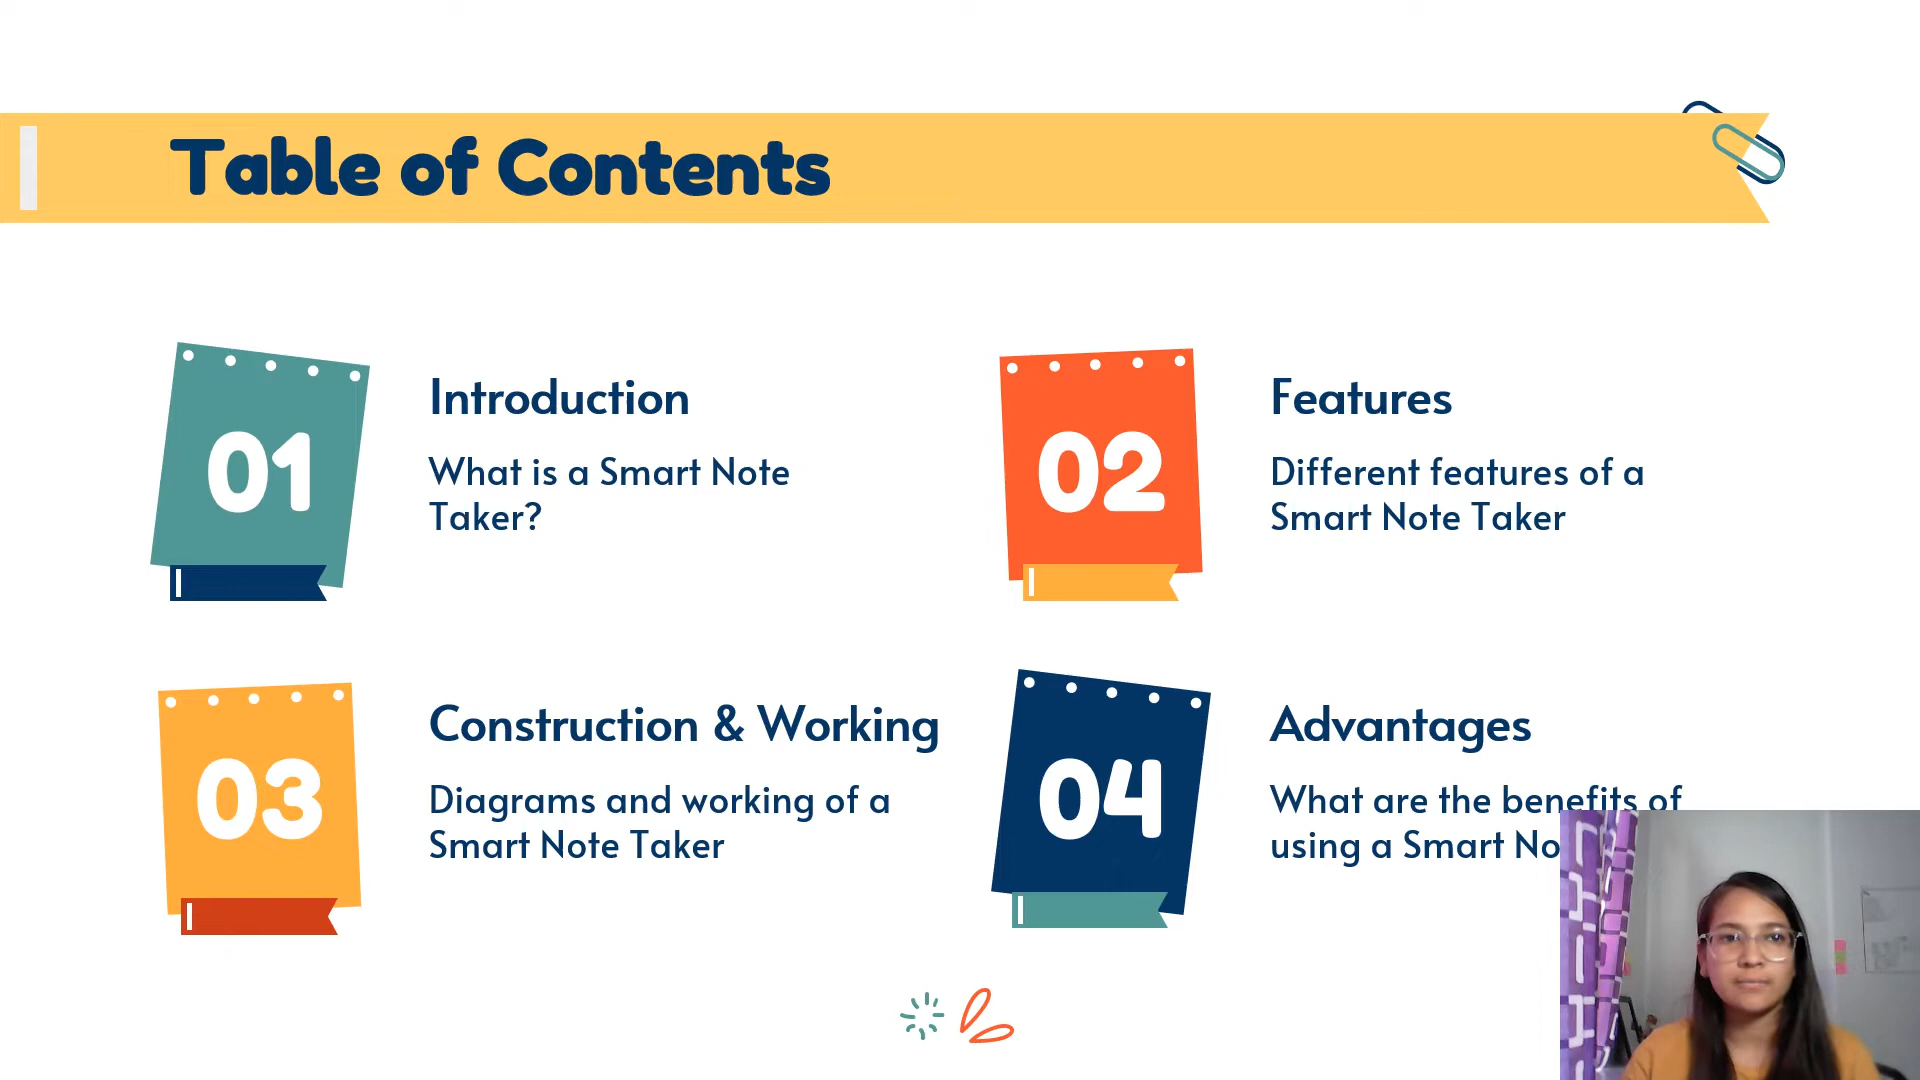 Table of Contents
01
Introduction
What is a Smart Note
Taker?
02
Features
Different features of a
Smart Note Taker
03
Construction & Working
Diagrams and working of a
Smart Note Taker
04
Advantages
What are the benefits of
using a Smart No